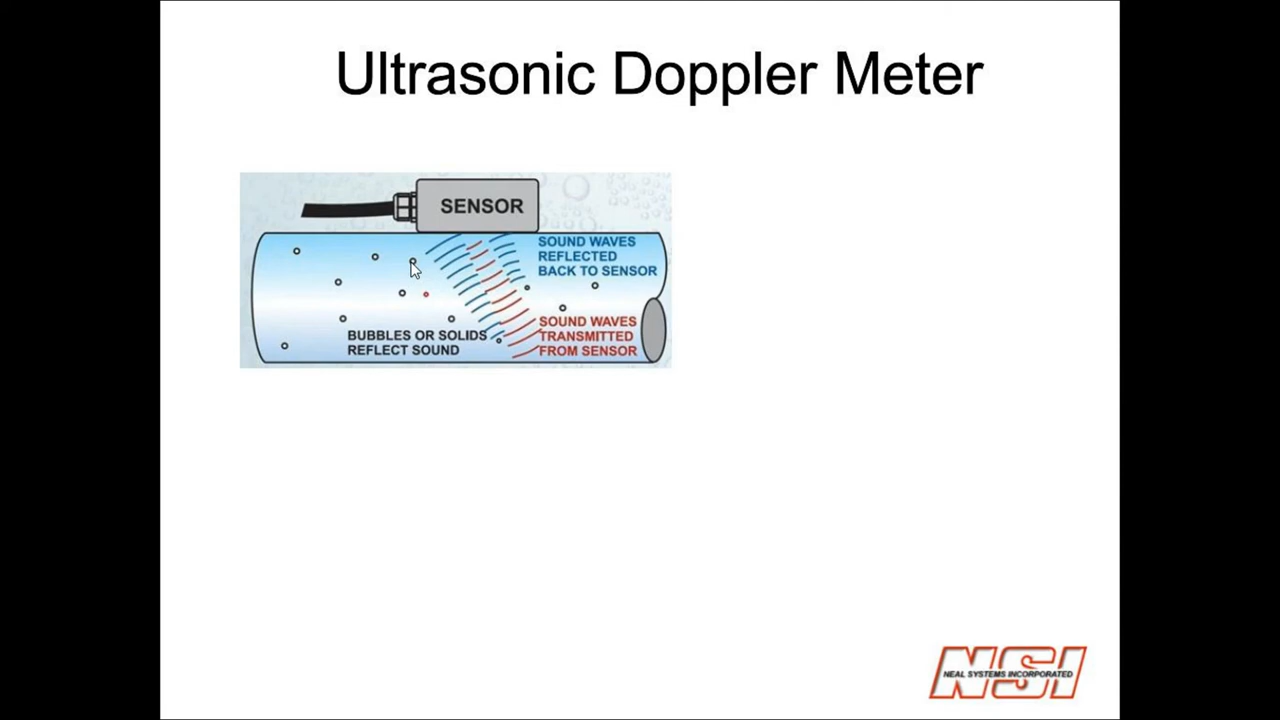 Ultrasonic Doppler Meter
SENSOR
SOUND WAVES
REFLECTED
BACK TO SENSOR
SOUND WAVES
TRANSMITTED
FROM SENSOR
BUBBLES OR SOLIDS
REFLECT SOUND
NSI
NEAL SYSTEMS INCORPORATED